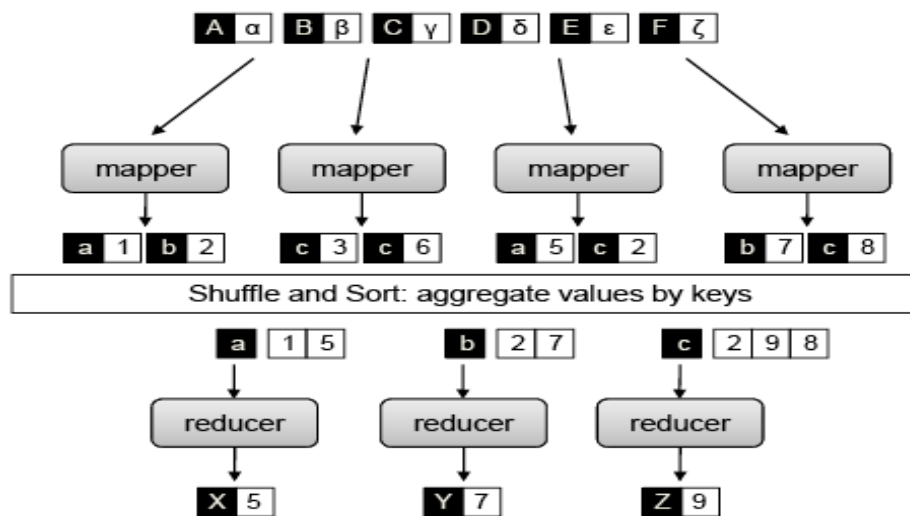 A α B β C γ D δ E ε F ζ
mapper mapper mapper mapper
a 1 b 2 c 3 c 6 a 5 c 2 b 7 c 8
Shuffle and Sort: aggregate values by keys
a 1 5 b 2 7 c 2 9 8
reducer reducer reducer
X 5 Y 7 Z 9